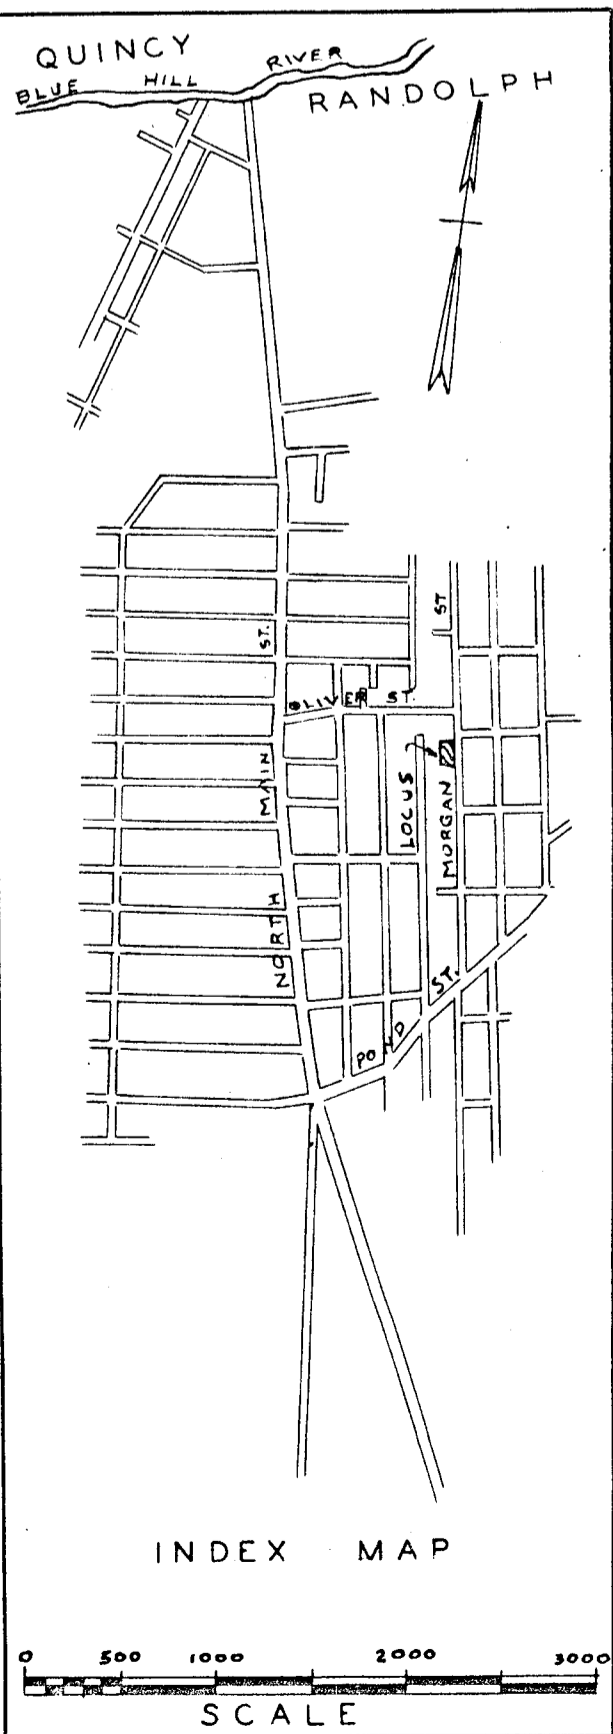 QUINCY
BLUE HILL RIVER
RANDOLPH
NORTH MAIN ST.
OLIVER ST.
LOCUS
MORGAN ST
POND ST.
INDEX MAP
0 500 1000 2000 3000
SCALE